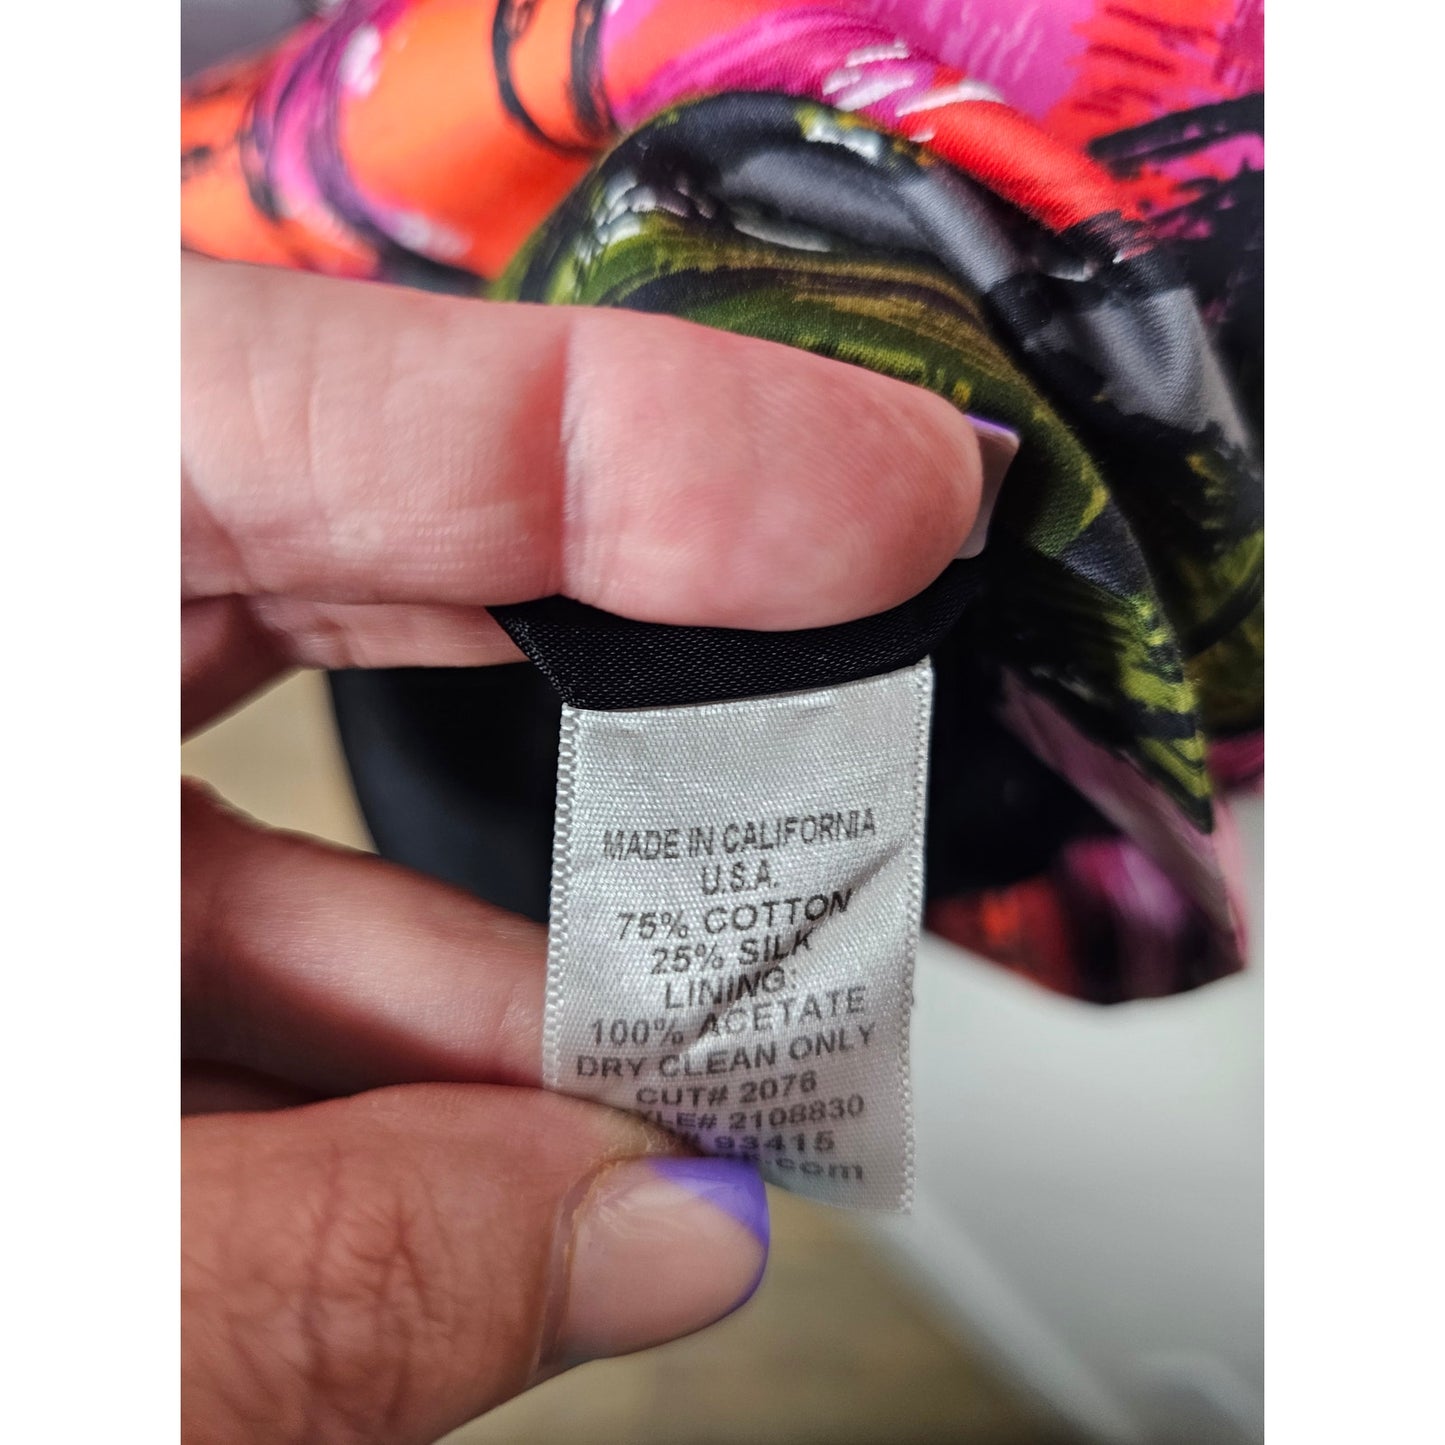 MADE IN CALIFORNIA
U.S.A.
75% COTTON
25% SILK
LINING:
100% ACETATE
DRY CLEAN ONLY
CUT# 2076
2108830
93415